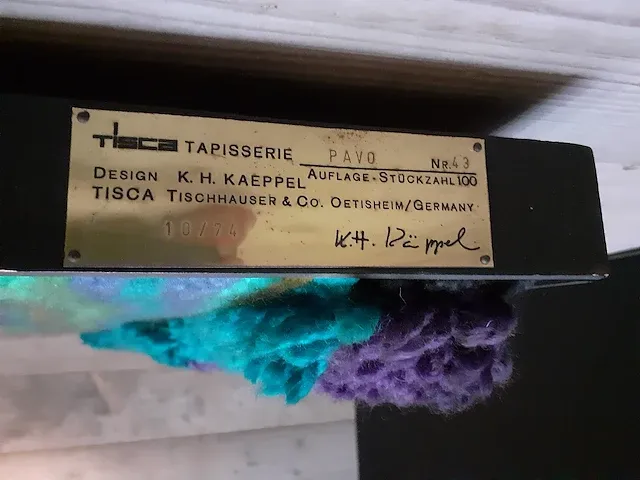 tisca TAPISSERIE PAVO NR. 43
DESIGN K. H. KAEPPEL AUFLAGE-STÜCKZAHL 100
TISCA TISCHHAUSER & CO. OETISHEIM/GERMANY
10/74 K.H. Käppel